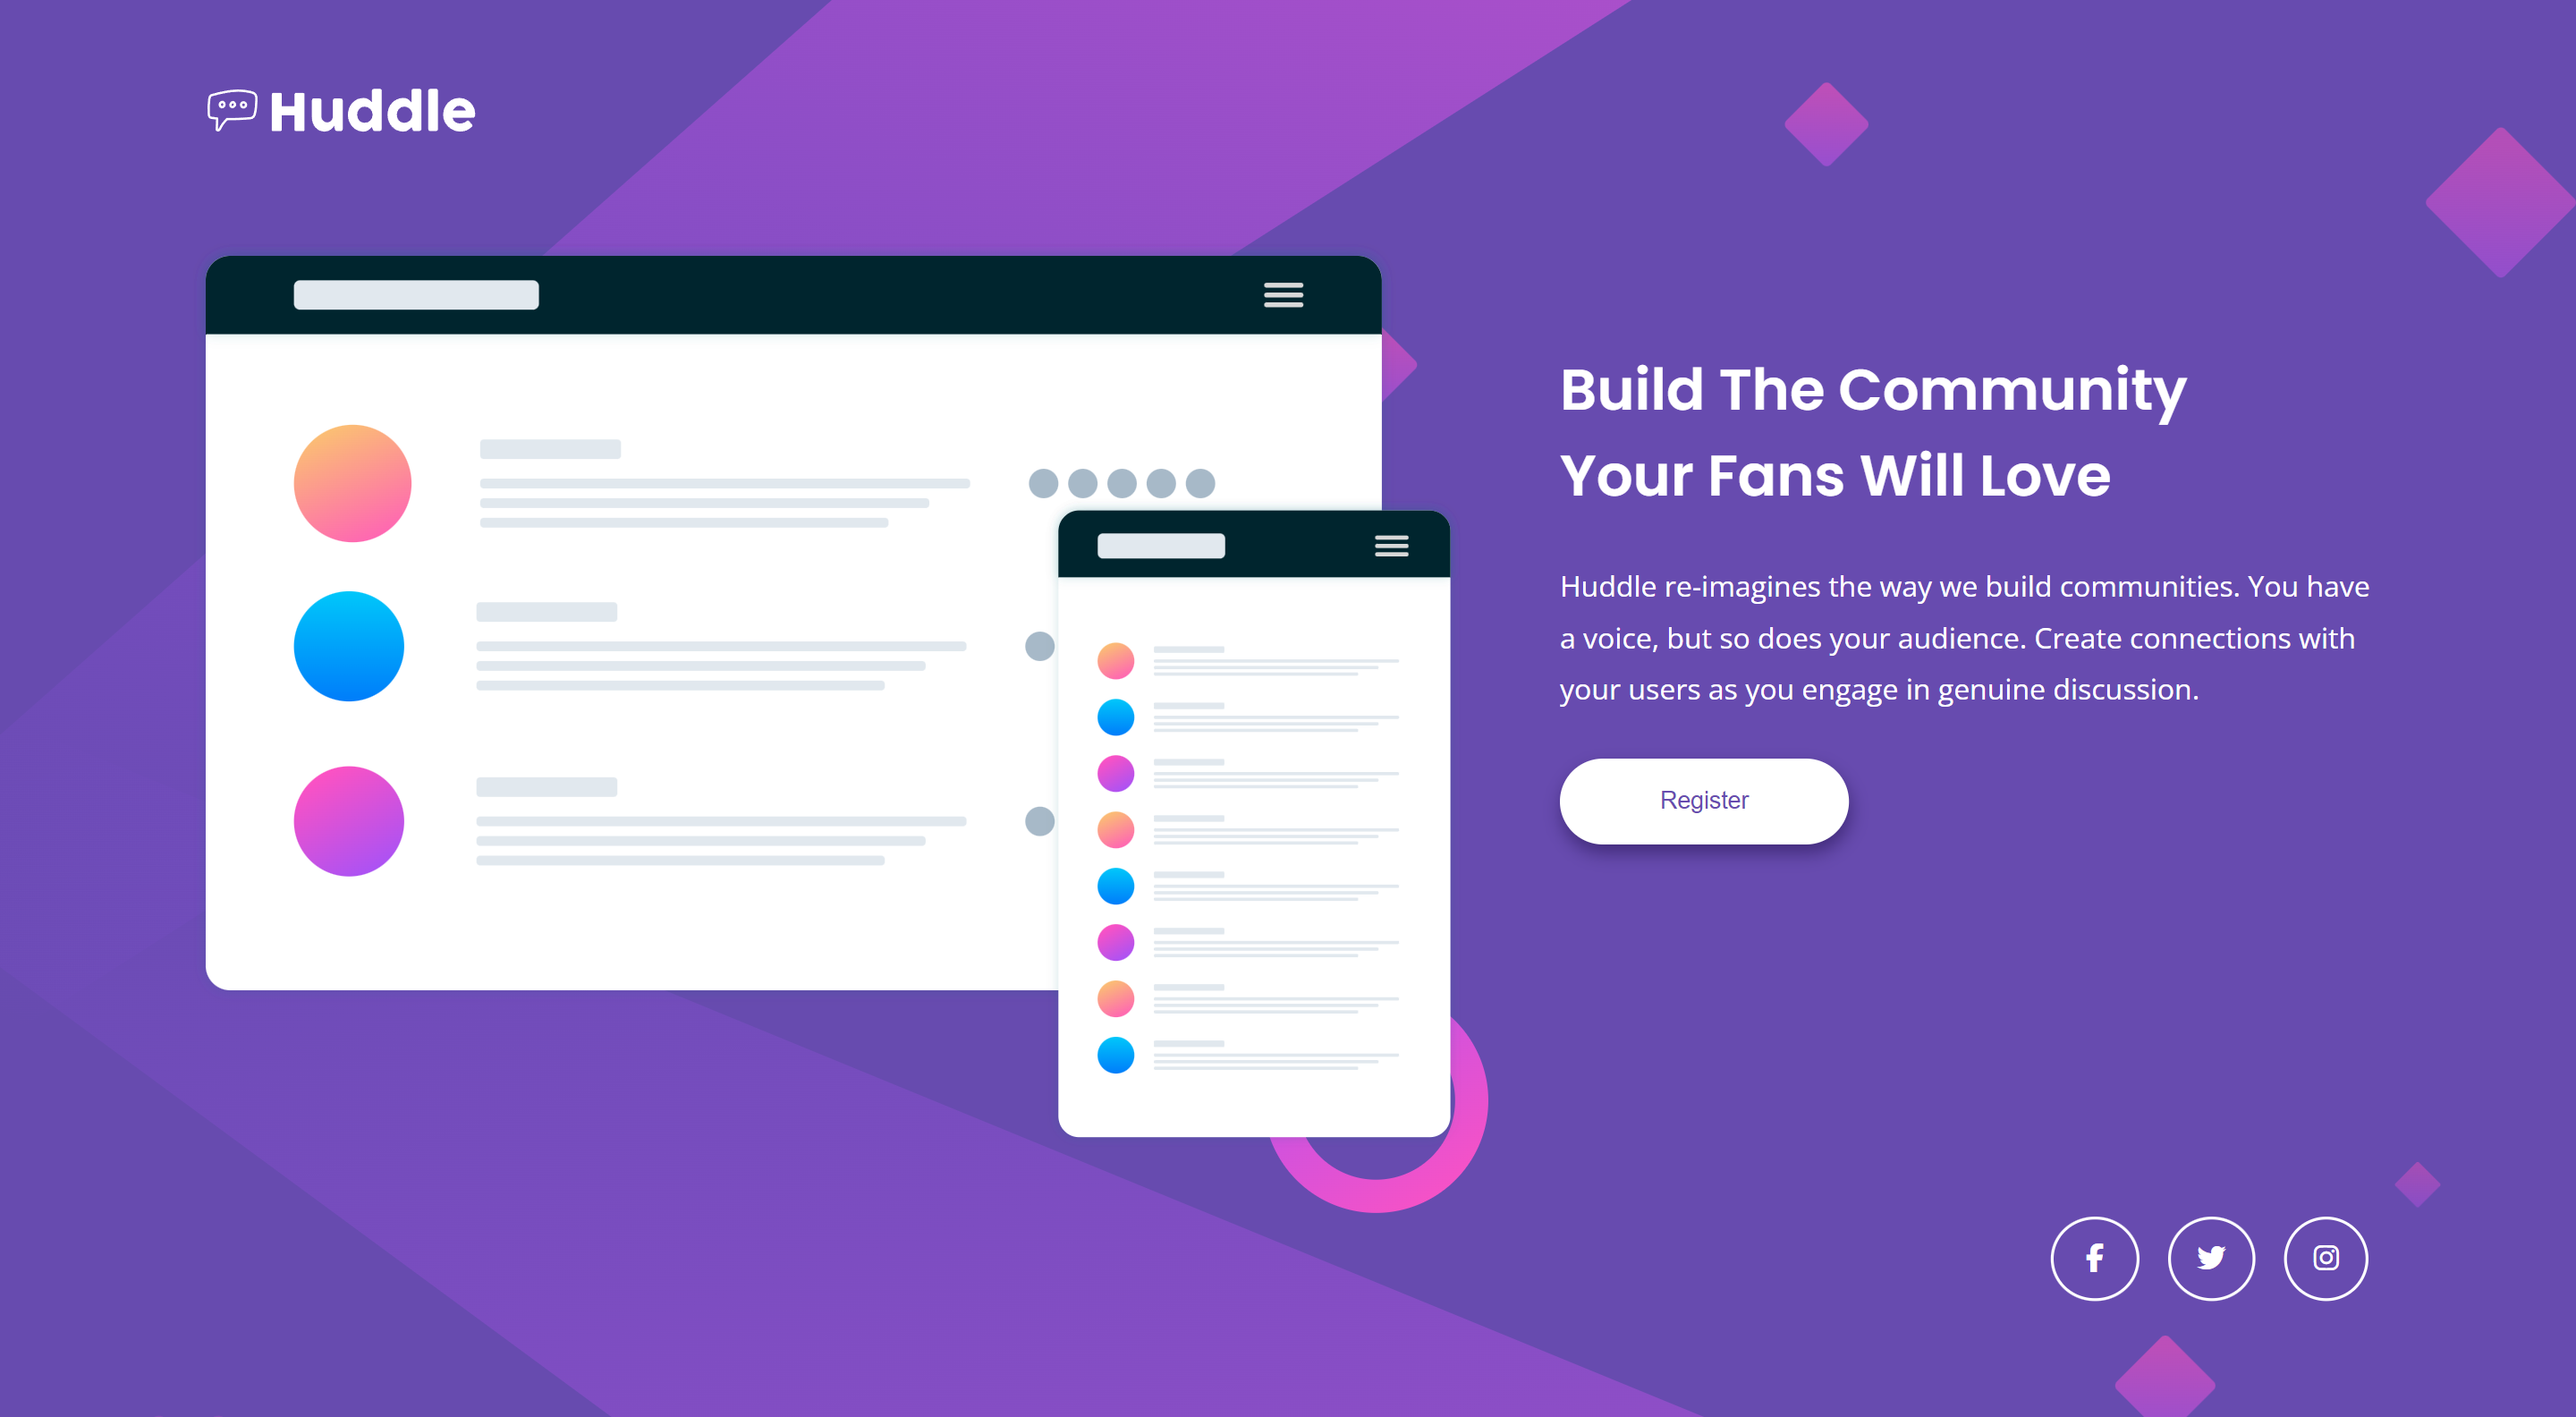 Huddle
Build The Community
Your Fans Will Love
Huddle re-imagines the way we build communities. You have
a voice, but so does your audience. Create connections with
your users as you engage in genuine discussion.
Register